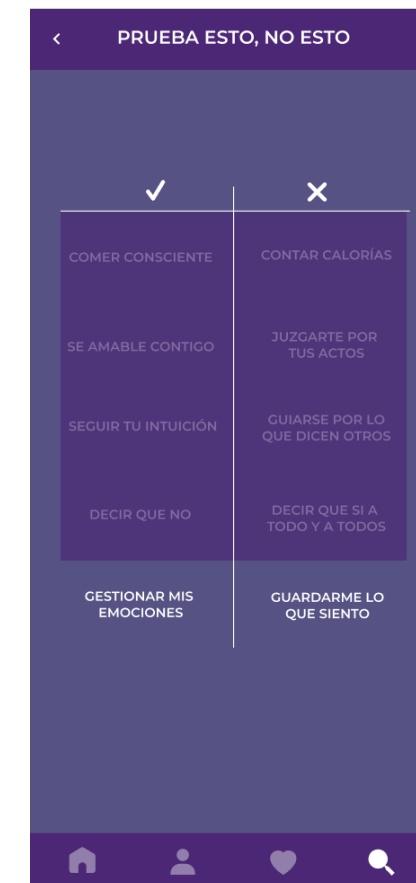 PRUEBA ESTO, NO ESTO
COMER CONSCIENTE
CONTAR CALORÍAS
SE AMABLE CONTIGO
JUZGARTE POR
TUS ACTOS
SEGUIR TU INTUICIÓN
GUIARSE POR LO
QUE DICEN OTROS
DECIR QUE NO
DECIR QUE SI A
TODO Y A TODOS
GESTIONAR MIS
EMOCIONES
GUARDARME LO
QUE SIENTO